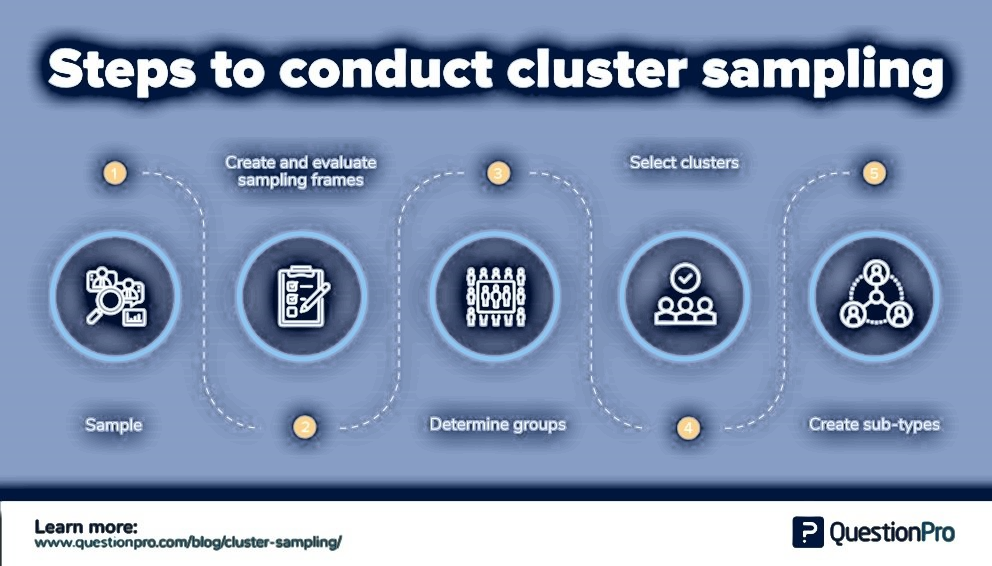 Steps to conduct cluster sampling
1
Sample
Create and evaluate
sampling frames
2
3
Determine groups
Select clusters
4
5
Create sub-types
Learn more:
www.questionpro.com/blog/cluster-sampling/
QuestionPro